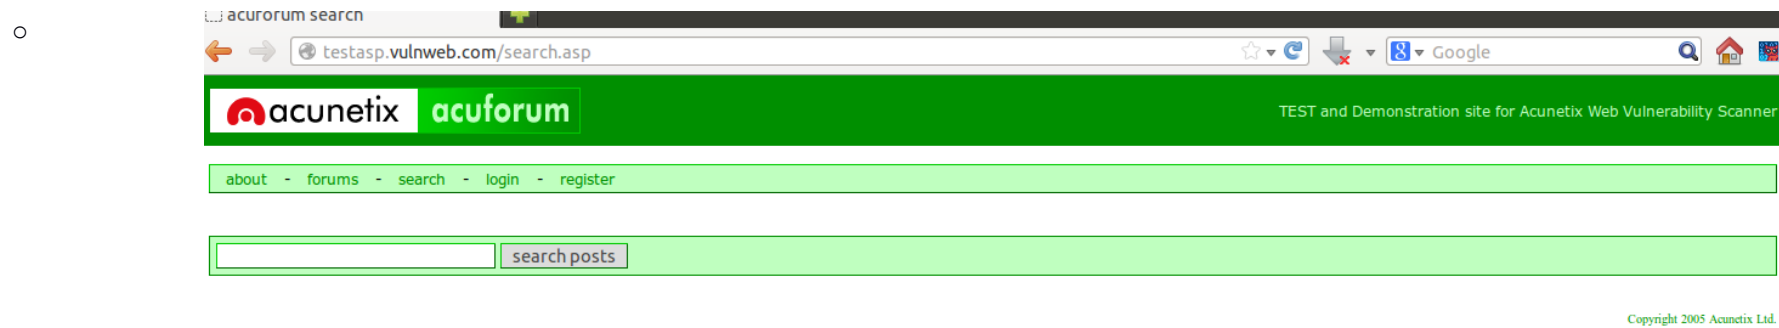 acuforum search
testasp.vulnweb.com/search.asp
Google
acunetix acuforum
TEST and Demonstration site for Acunetix Web Vulnerability Scanner
about - forums - search - login - register
search posts
Copyright 2005 Acunetix Ltd.